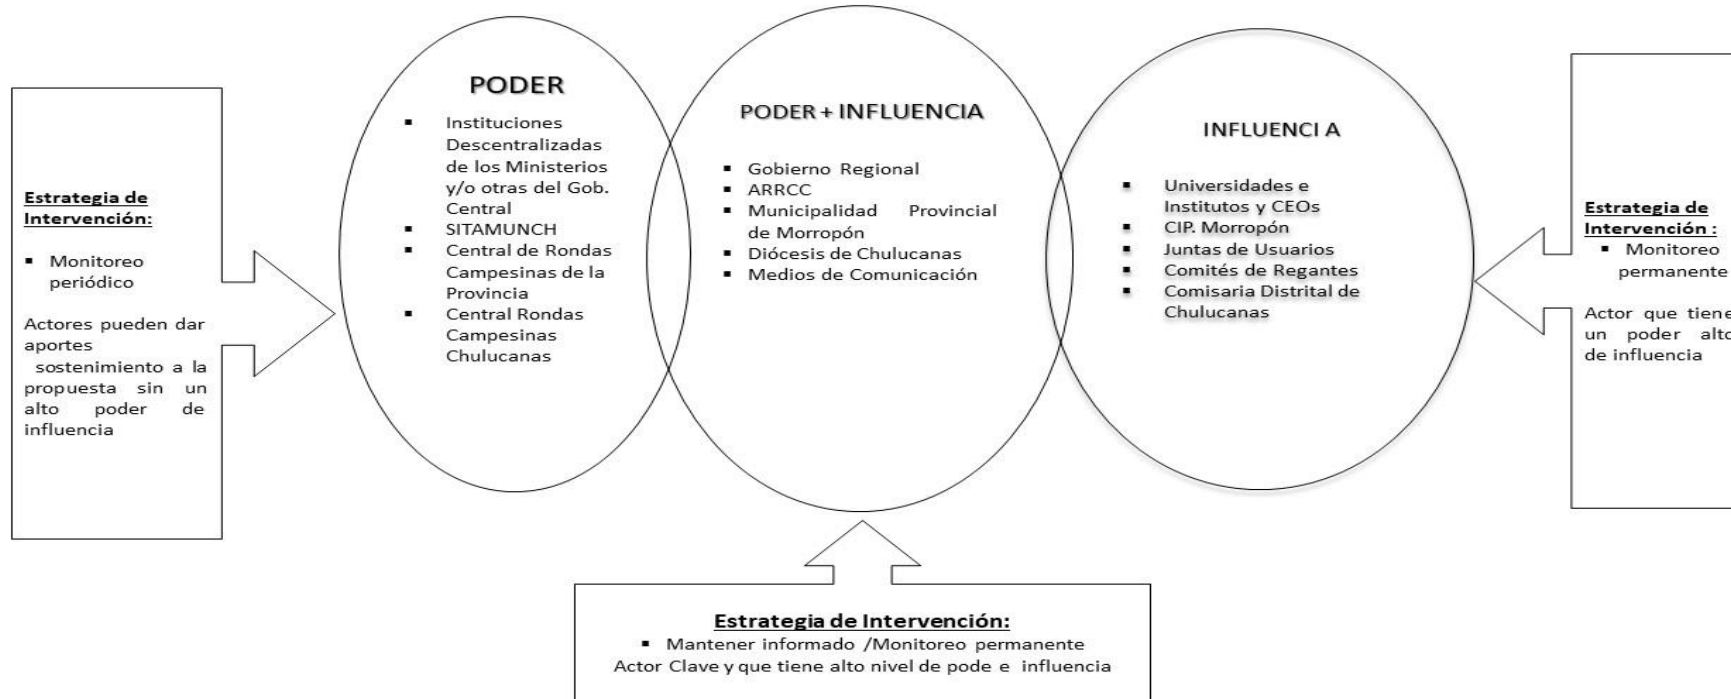 Estrategia de
Intervención:
▪ Monitoreo
periódico
Actores pueden dar
aportes
sostenimiento a la
propuesta sin un
alto poder de
influencia
PODER
▪ Instituciones
Descentralizadas
de los Ministerios
y/o otras del Gob.
Central
▪ SITAMUNCH
▪ Central de Rondas
Campesinas de la
Provincia
▪ Central Rondas
Campesinas
Chulucanas
PODER + INFLUENCIA
▪ Gobierno Regional
▪ ARRCC
▪ Municipalidad Provincial
de Morropón
▪ Diócesis de Chulucanas
▪ Medios de Comunicación
INFLUENCI A
▪ Universidades e
Institutos y CEOs
▪ CIP. Morropón
▪ Juntas de Usuarios
▪ Comités de Regantes
▪ Comisaria Distrital de
Chulucanas
Estrategia de
Intervención :
▪ Monitoreo
permanente
Actor que tiene
un poder alto
de influencia
Estrategia de Intervención:
▪ Mantener informado /Monitoreo permanente
Actor Clave y que tiene alto nivel de pode e influencia